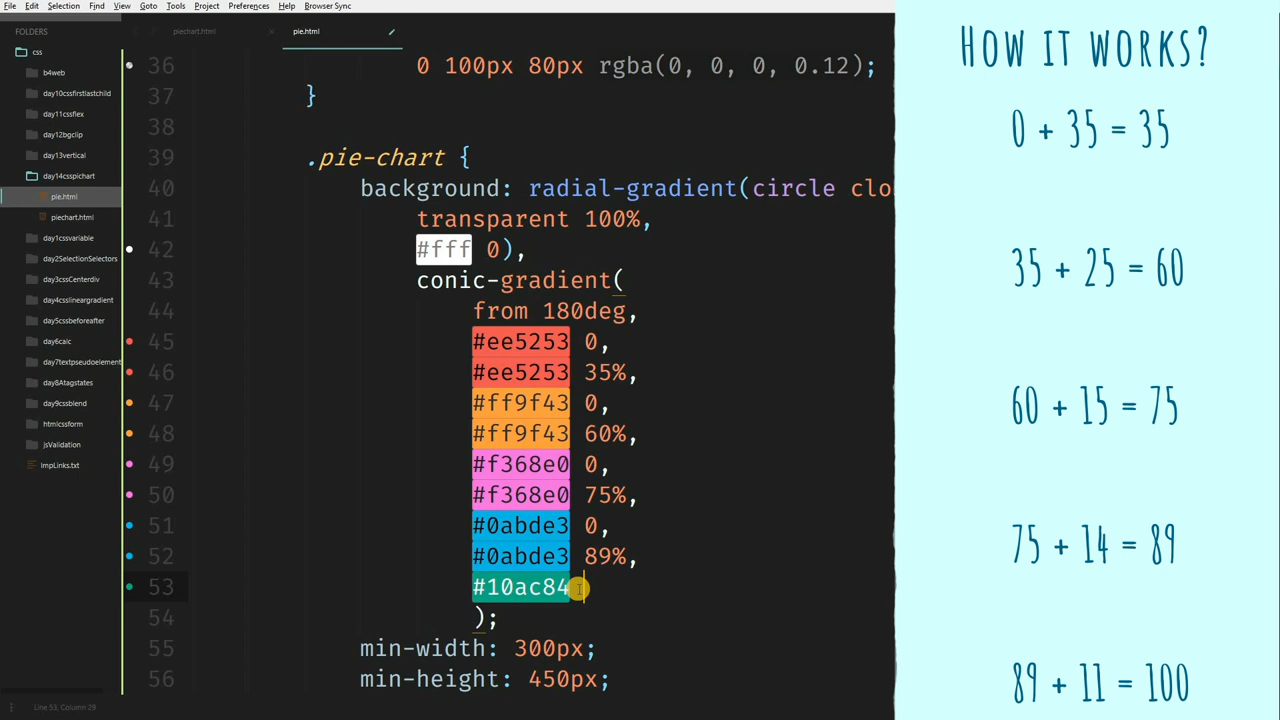 File Edit Selection Find View Goto Tools Project Preferences Help Browser Sync
FOLDERS
css
b4web
day10cssfirstlastchild
day11cssflex
day12bgclip
day13vertical
day14csspichart
pie.html
piechart.html
day1cssvariable
day2SelectionSelectors
day3cssCenterdiv
day4csslineargradient
day5cssbeforeafter
day6calc
day7textpseudoelement
day8Atagstates
day9cssblend
htmlcssform
jsValidation
ImpLinks.txt
piechart.html × pie.html
36 0 100px 80px rgba(0, 0, 0, 0.12);
37 }
38
39 .pie-chart {
40 background: radial-gradient(circle clo
41 transparent 100%,
42 #fff 0),
43 conic-gradient(
44 from 180deg,
45 #ee5253 0,
46 #ee5253 35%,
47 #ff9f43 0,
48 #ff9f43 60%,
49 #f368e0 0,
50 #f368e0 75%,
51 #0abde3 0,
52 #0abde3 89%,
53 #10ac84
54 );
55 min-width: 300px;
56 min-height: 450px;
Line 53, Column 29
HOW IT WORKS?
0 + 35 = 35
35 + 25 = 60
60 + 15 = 75
75 + 14 = 89
89 + 11 = 100